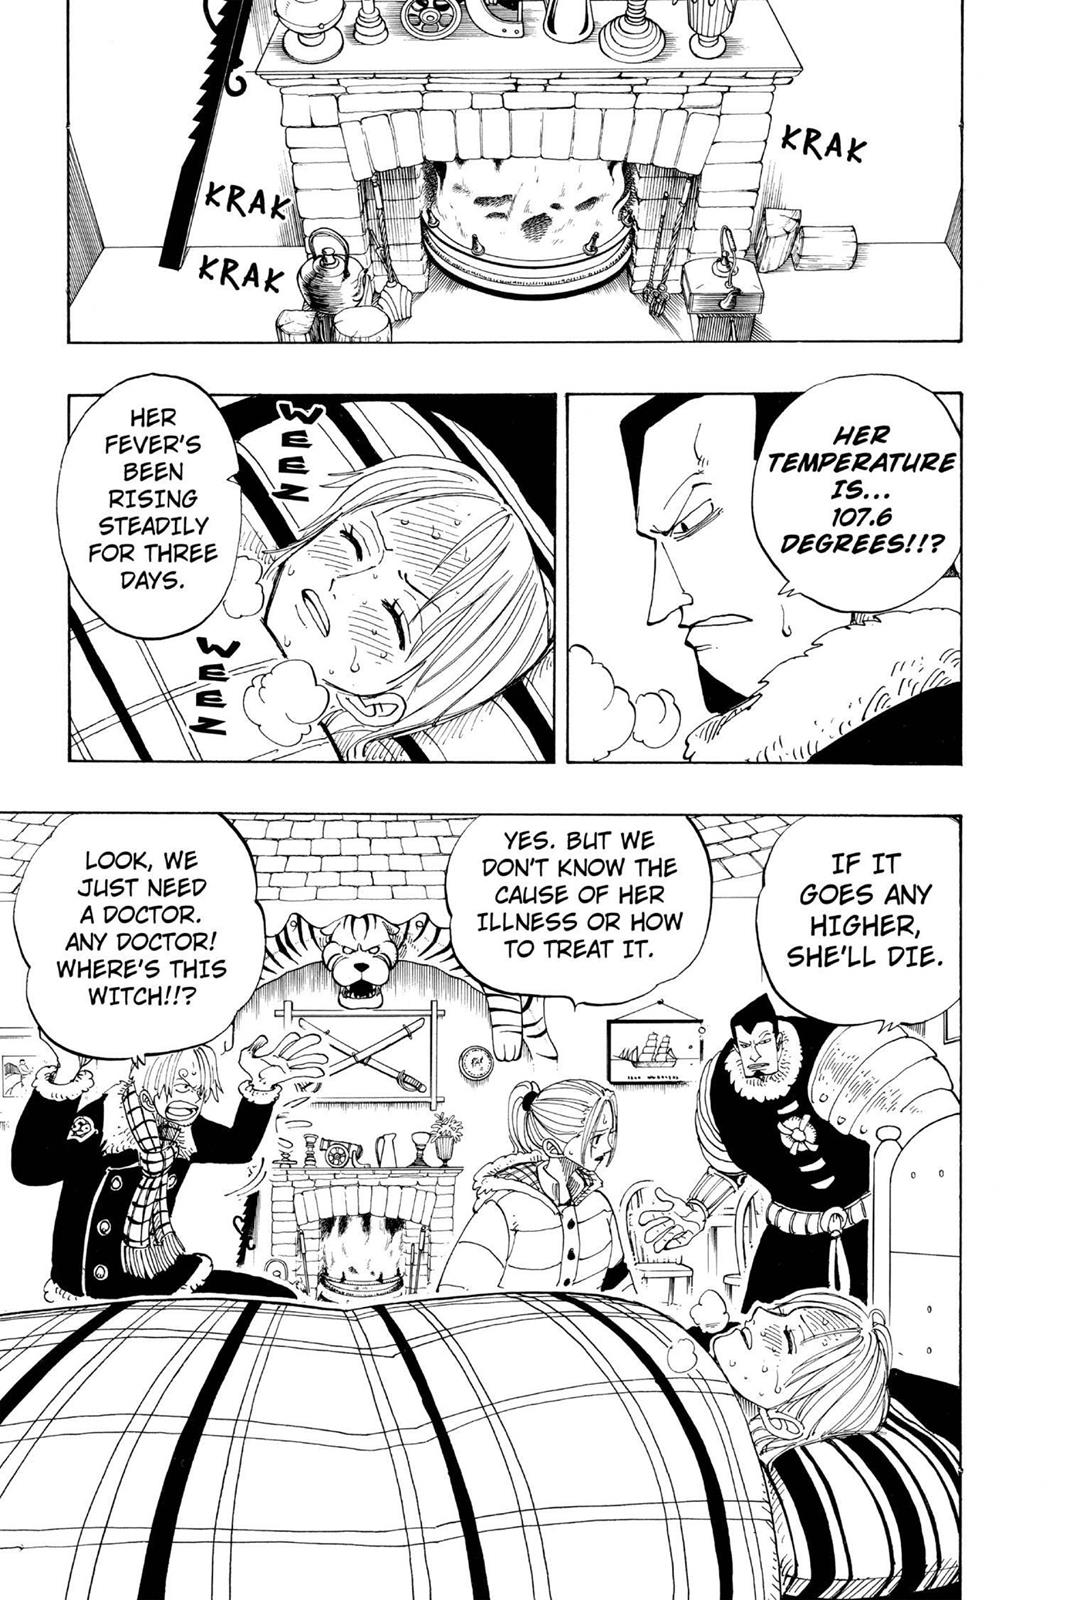 KRAK
KRAK
KRAK
HER
TEMPERATURE
IS...
107.6
DEGREES!!?
HER
FEVER'S
BEEN
RISING
STEADILY
FOR THREE
DAYS.
WEEZ
WEEZ
IF IT
GOES ANY
HIGHER,
SHE'LL DIE.
YES. BUT WE
DON'T KNOW THE
CAUSE OF HER
ILLNESS OR HOW
TO TREAT IT.
LOOK, WE
JUST NEED
A DOCTOR.
ANY DOCTOR!
WHERE'S THIS
WITCH!!?